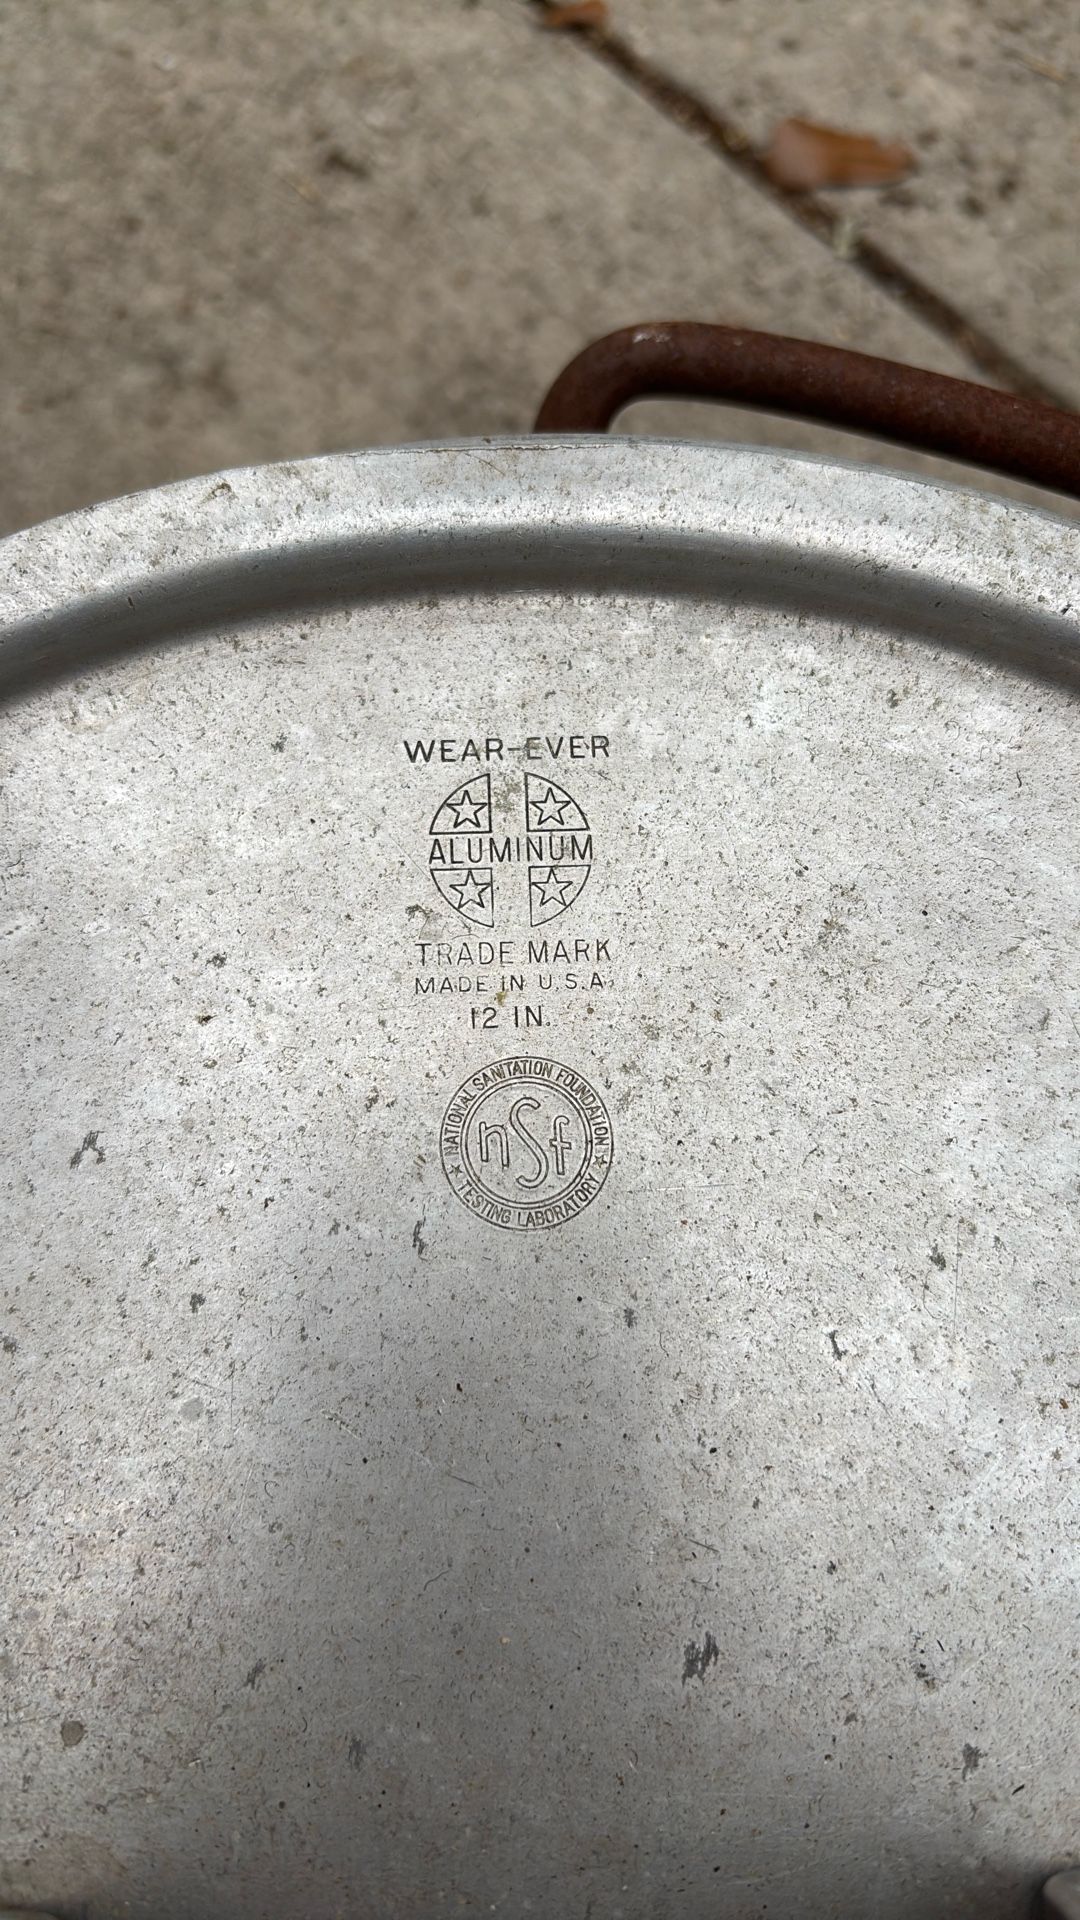 WEAR-EVER
ALUMINUM
TRADE MARK
MADE IN U.S.A.
12 IN.
NATIONAL SANITATION FOUNDATION
nsf
TESTING LABORATORY